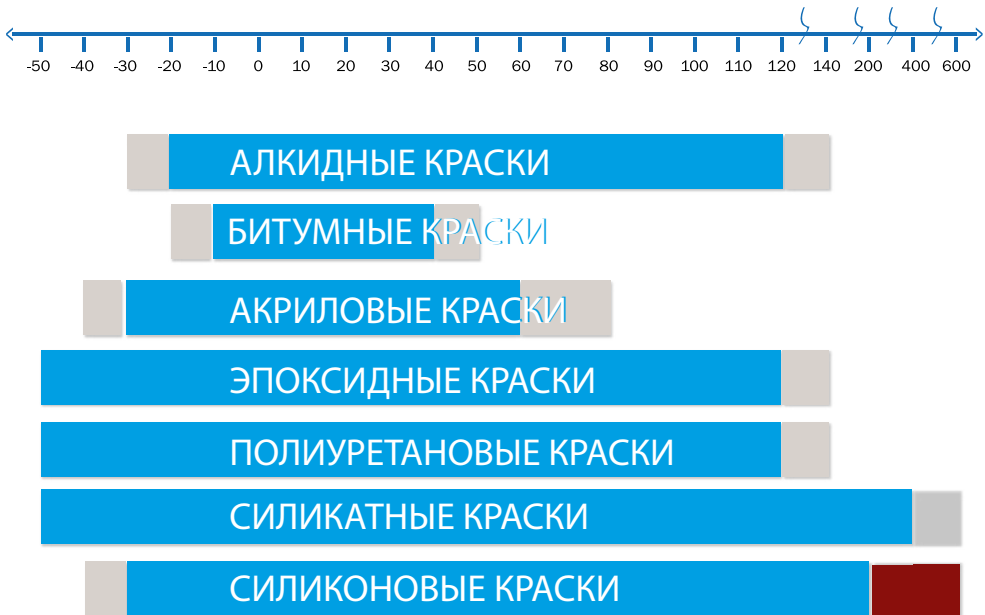 -50 -40 -30 -20 -10 0 10 20 30 40 50 60 70 80 90 100 110 120 140 200 400 600
АЛКИДНЫЕ КРАСКИ
БИТУМНЫЕ КРАСКИ
АКРИЛОВЫЕ КРАСКИ
ЭПОКСИДНЫЕ КРАСКИ
ПОЛИУРЕТАНОВЫЕ КРАСКИ
СИЛИКАТНЫЕ КРАСКИ
СИЛИКОНОВЫЕ КРАСКИ